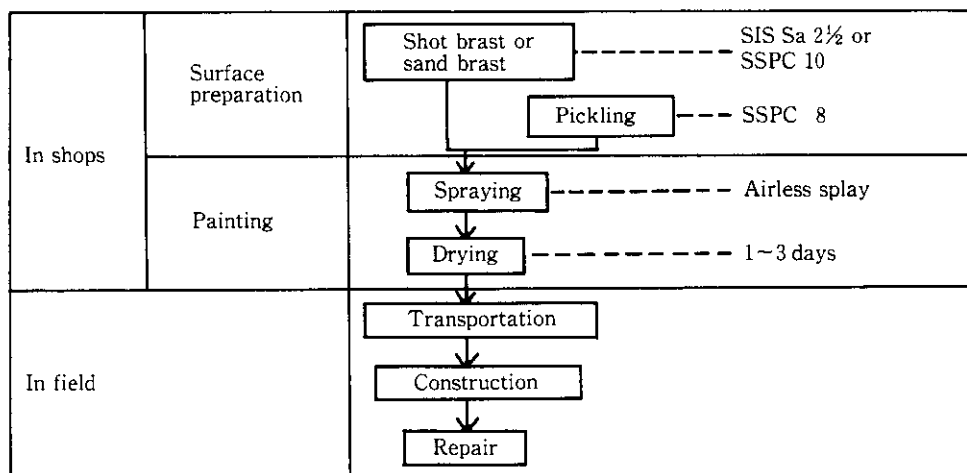 In shops
Surface
preparation
Shot brast or
sand brast
SIS Sa 2½ or
SSPC 10
Pickling
SSPC 8
Painting
Spraying
Airless splay
Drying
1~3 days
In field
Transportation
Construction
Repair